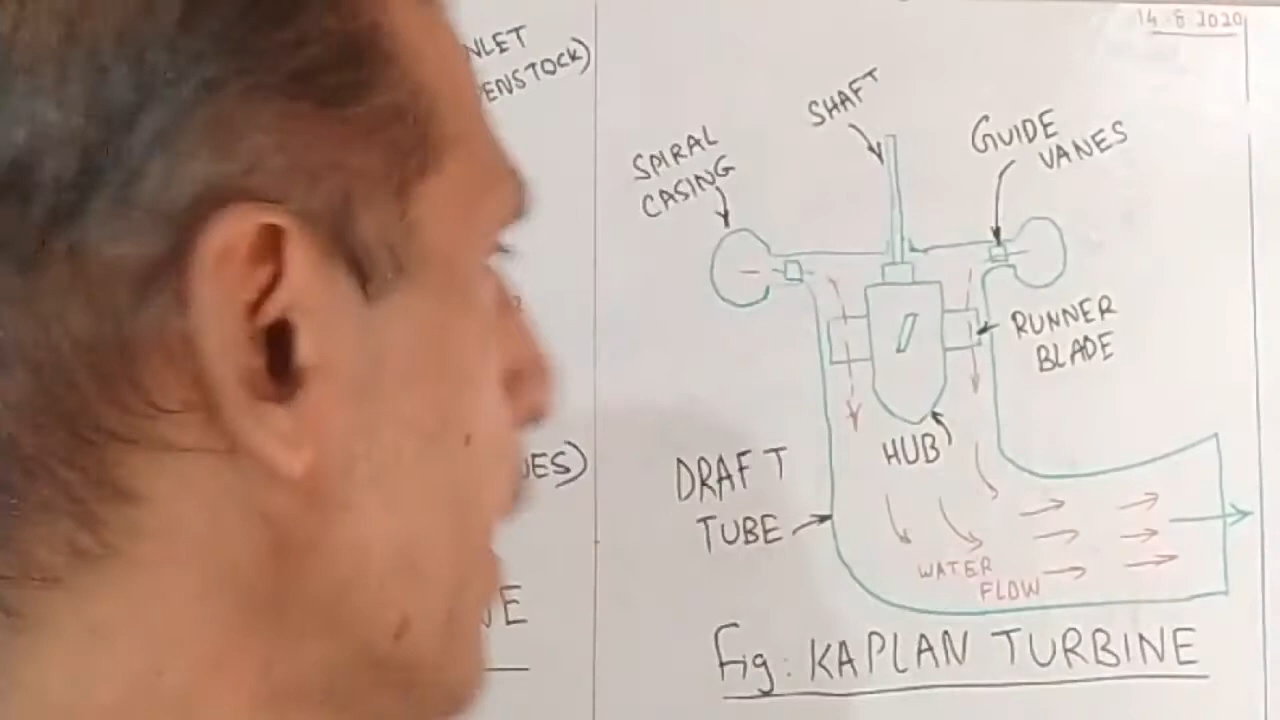 NLET
ENSTOCK)
UES)
E
14 6 2020
SHAFT
GUIDE
VANES
SPIRAL
CASING
RUNNER
BLADE
HUB
DRAFT
TUBE
WATER
FLOW
Fig: KAPLAN TURBINE